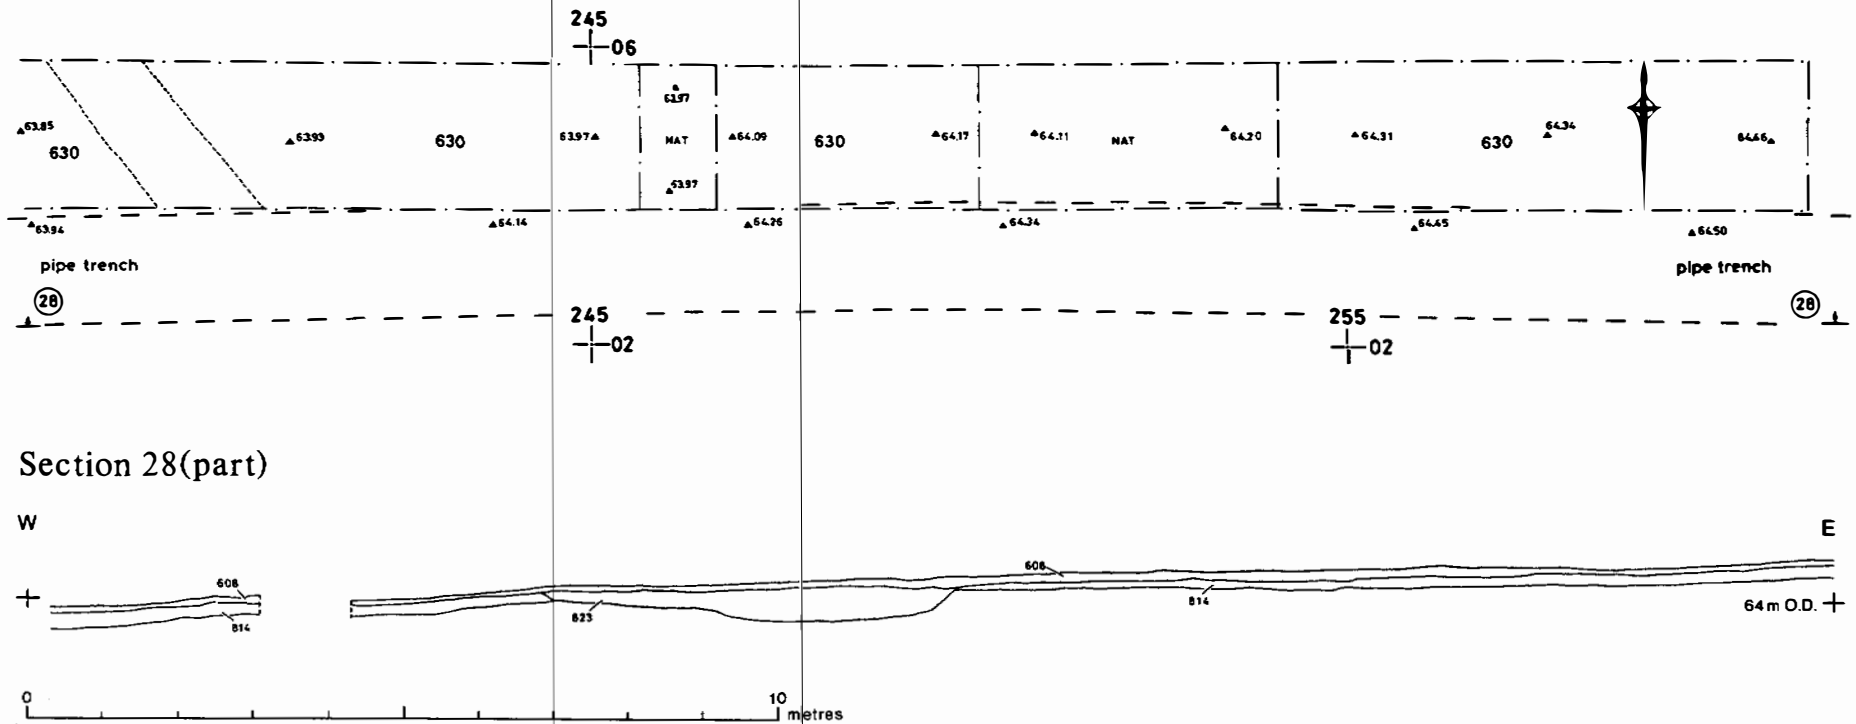 245
06
63.97
63.85 63.93 630 63.97 NAT 64.09 630 64.17 64.11 NAT 64.20 64.31 630 64.34 64.46
630
63.97
63.94 64.14 64.26 64.34 64.45 64.50
pipe trench pipe trench
28 28
245 255
02 02
Section 28(part)
W E
608 608
814 823 814 64m O.D.
0 10 metres